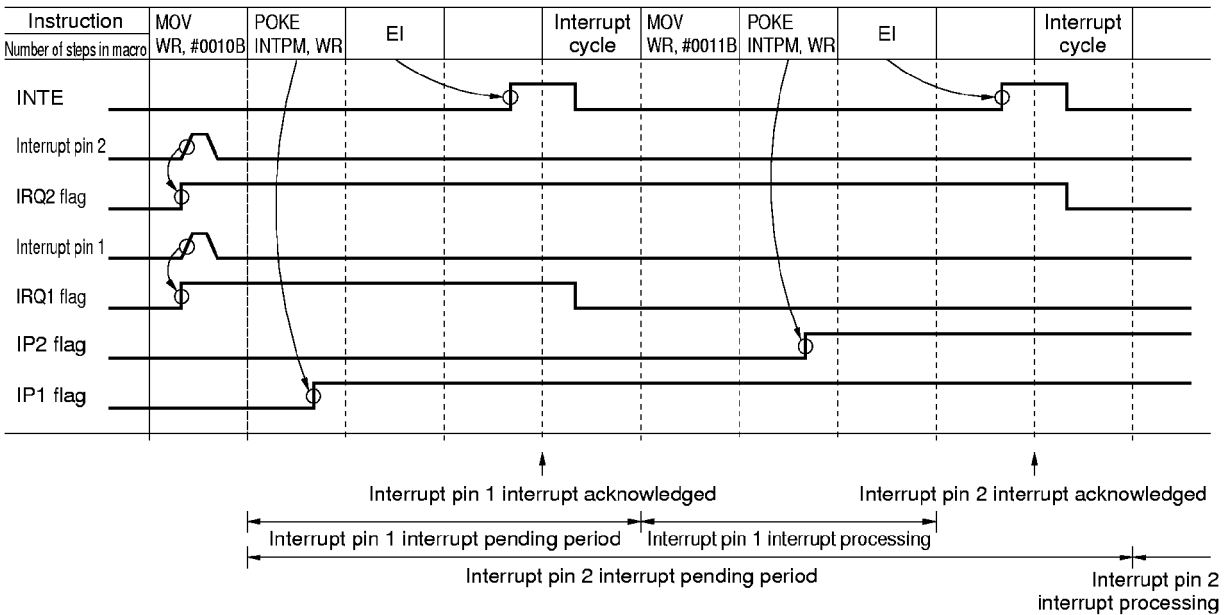 Instruction
Number of steps in macro
MOV
WR, #0010B
POKE
INTPM, WR
EI
Interrupt
cycle
MOV
WR, #0011B
POKE
INTPM, WR
EI
Interrupt
cycle
INTE
Interrupt pin 2
IRQ2 flag
Interrupt pin 1
IRQ1 flag
IP2 flag
IP1 flag
Interrupt pin 1 interrupt acknowledged
Interrupt pin 2 interrupt acknowledged
Interrupt pin 1 interrupt pending period
Interrupt pin 1 interrupt processing
Interrupt pin 2 interrupt pending period
Interrupt pin 2
interrupt processing